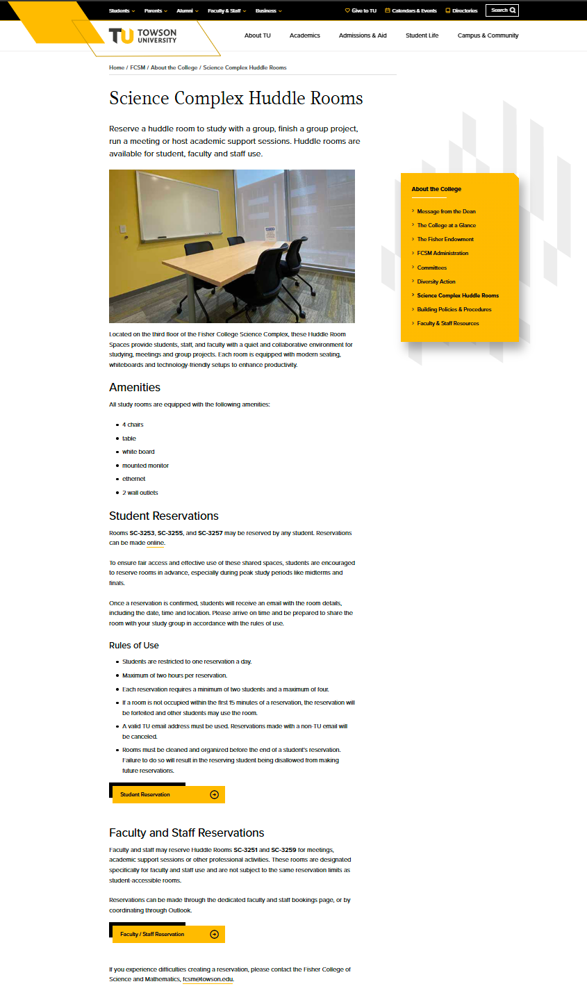 Students Parents Alumni Faculty & Staff Business Give to TU Calendars & Events Directories Search
TU TOWSON UNIVERSITY
About TU Academics Admissions & Aid Student Life Campus & Community
Home / FCSM / About the College / Science Complex Huddle Rooms
Science Complex Huddle Rooms
Reserve a huddle room to study with a group, finish a group project,
run a meeting or host academic support sessions. Huddle rooms are
available for student, faculty and staff use.
About the College
Message from the Dean
The College at a Glance
The Fisher Endowment
FCSM Administration
Committees
Diversity Action
Science Complex Huddle Rooms
Building Policies & Procedures
Faculty & Staff Resources
Located on the third floor of the Fisher College Science Complex, these Huddle Room
Spaces provide students, staff, and faculty with a quiet and collaborative environment for
studying, meetings and group projects. Each room is equipped with modern seating,
whiteboards and technology-friendly setups to enhance productivity.
Amenities
All study rooms are equipped with the following amenities:
4 chairs
table
white board
mounted monitor
ethernet
2 wall outlets
Student Reservations
Rooms SC-3253, SC-3255, and SC-3257 may be reserved by any student. Reservations
can be made online.
To ensure fair access and effective use of these shared spaces, students are encouraged
to reserve rooms in advance, especially during peak study periods like midterms and
finals.
Once a reservation is confirmed, students will receive an email with the room details,
including the date, time and location. Please arrive on time and be prepared to share the
room with your study group in accordance with the rules of use.
Rules of Use
Students are restricted to one reservation a day.
Maximum of two hours per reservation.
Each reservation requires a minimum of two students and a maximum of four.
If a room is not occupied within the first 15 minutes of a reservation, the reservation will
be forfeited and other students may use the room.
A valid TU email address must be used. Reservations made with a non-TU email will
be canceled.
Rooms must be cleaned and organized before the end of a student's reservation.
Failure to do so will result in the reserving student being disallowed from making
future reservations.
Student Reservation
Faculty and Staff Reservations
Faculty and staff may reserve Huddle Rooms SC-3251 and SC-3259 for meetings,
academic support sessions or other professional activities. These rooms are designated
specifically for faculty and staff use and are not subject to the same reservation limits as
student-accessible rooms.
Reservations can be made through the dedicated faculty and staff bookings page, or by
coordinating through Outlook.
Faculty / Staff Reservation
If you experience difficulties creating a reservation, please contact the Fisher College of
Science and Mathematics, fcsm@towson.edu.